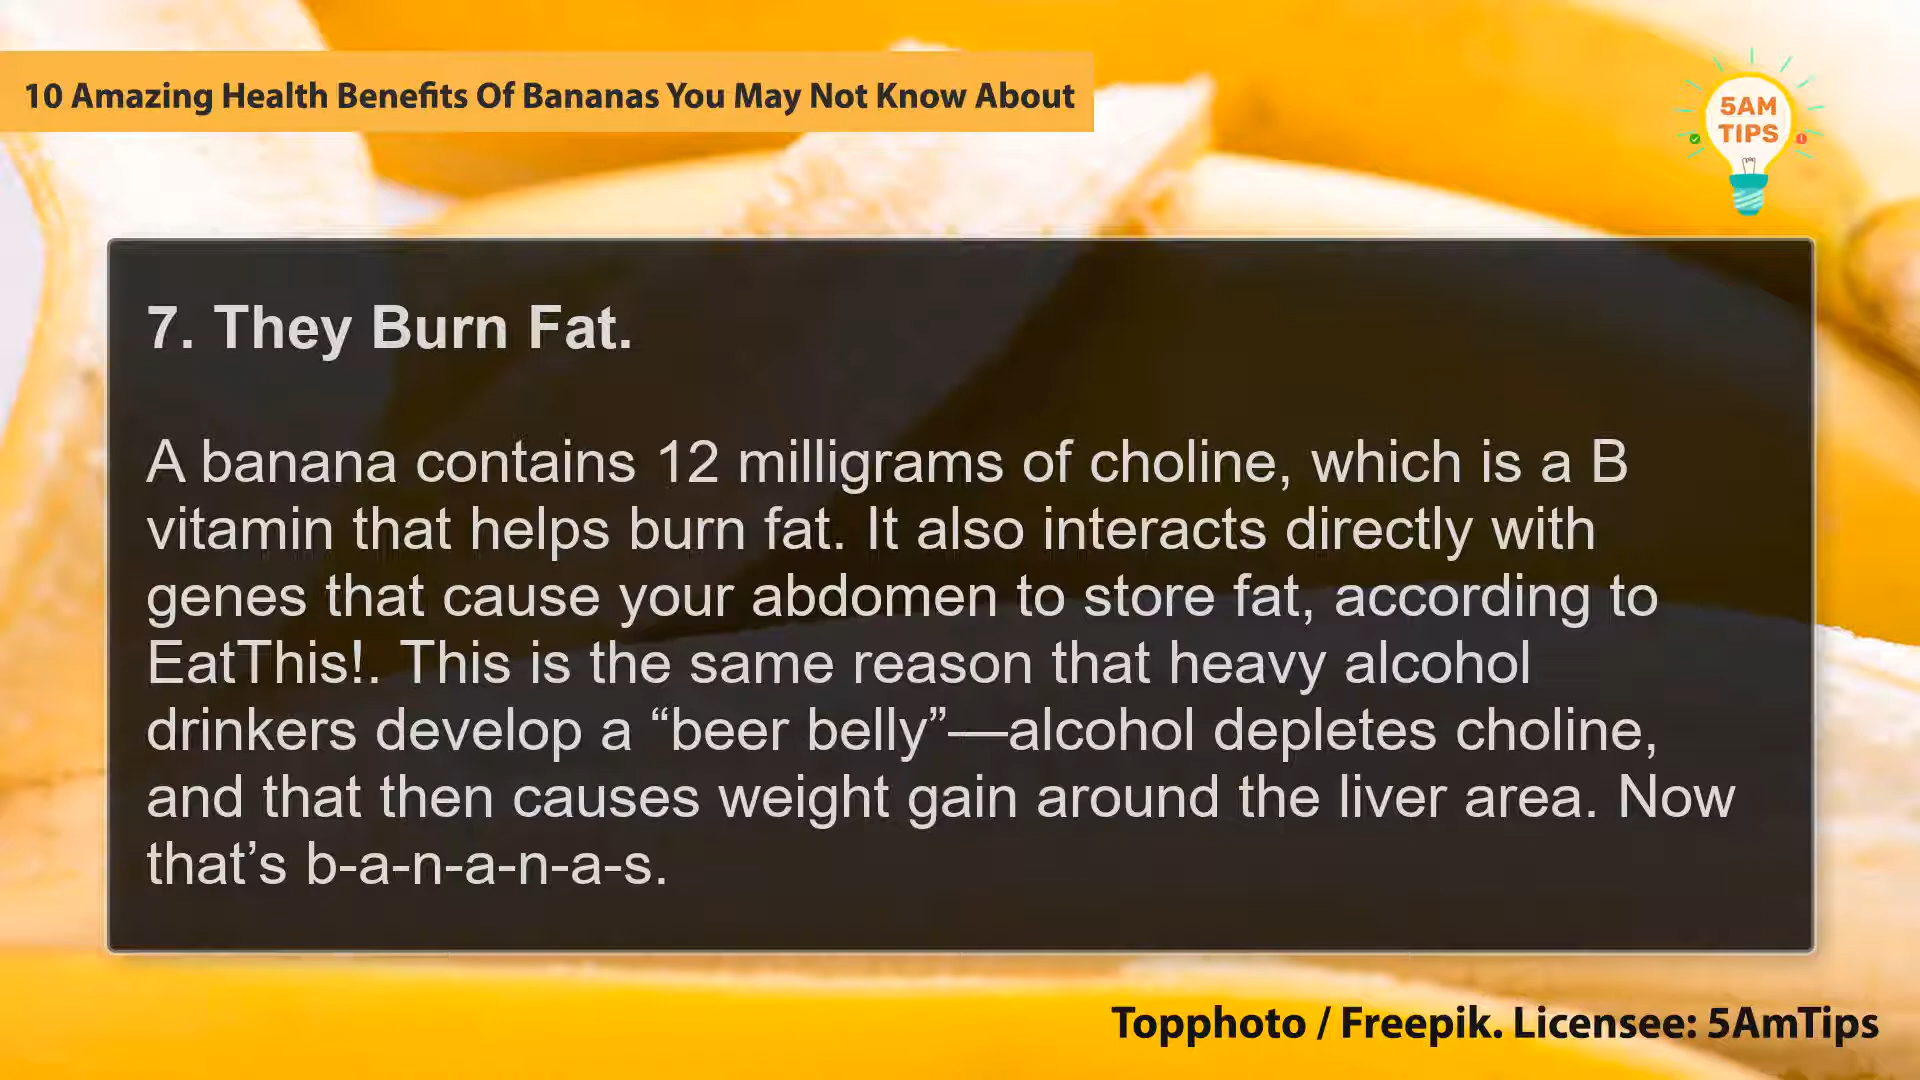 10 Amazing Health Benefits Of Bananas You May Not Know About
5AM
TIPS
7. They Burn Fat.
A banana contains 12 milligrams of choline, which is a B
vitamin that helps burn fat. It also interacts directly with
genes that cause your abdomen to store fat, according to
EatThis!. This is the same reason that heavy alcohol
drinkers develop a “beer belly”—alcohol depletes choline,
and that then causes weight gain around the liver area. Now
that’s b-a-n-a-n-a-s.
Topphoto / Freepik. Licensee: 5AmTips